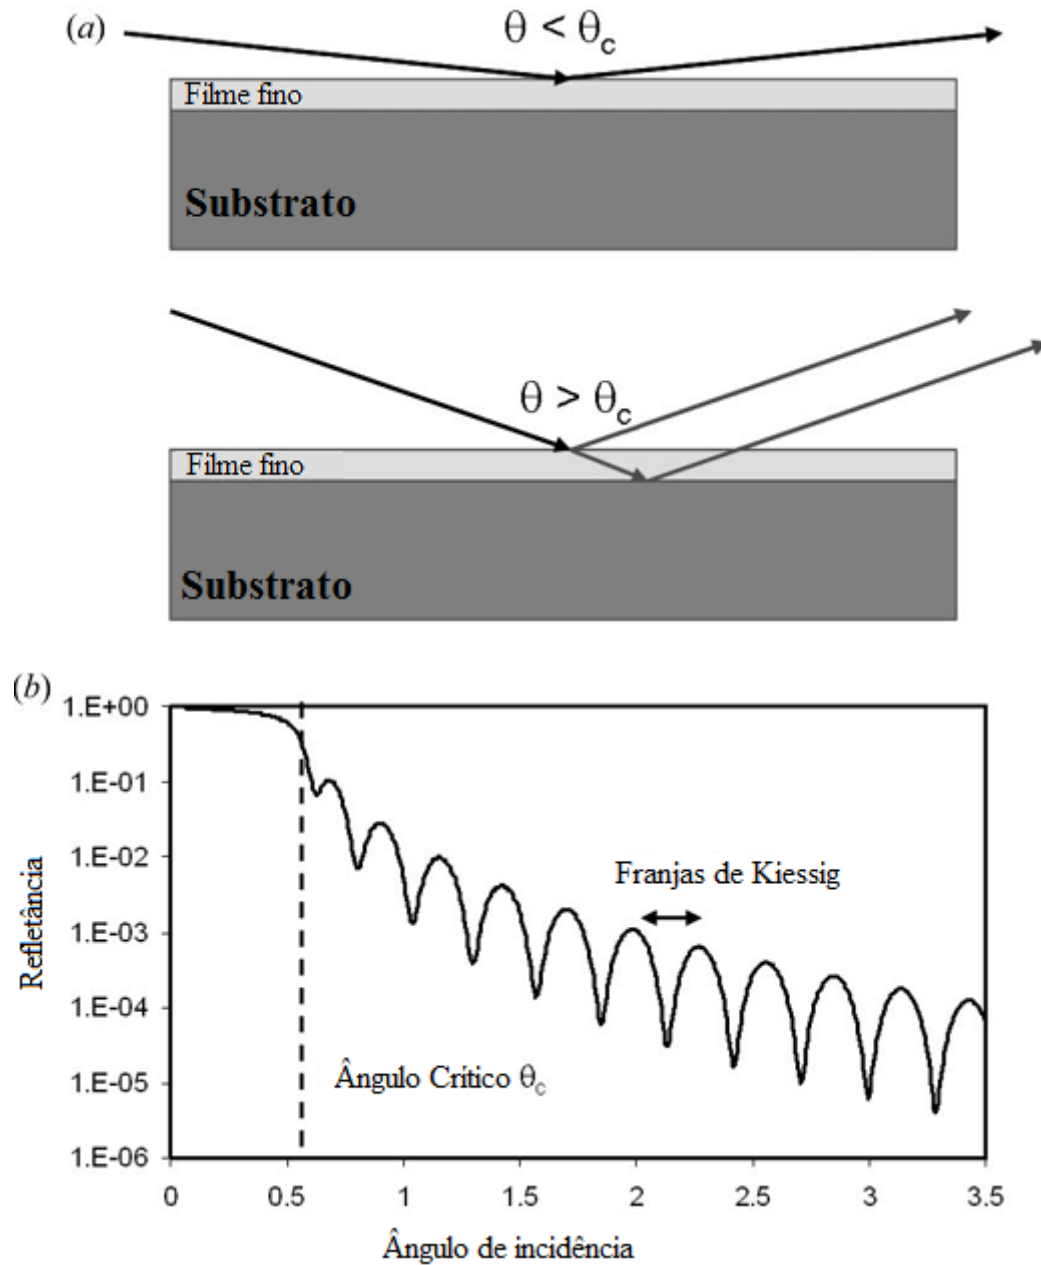 (a)
θ < θc
Filme fino
Substrato
θ > θc
Filme fino
Substrato
(b)
1.E+00
1.E-01
1.E-02
1.E-03
1.E-04
1.E-05
1.E-06
Refletância
Franjas de Kiessig
Ângulo Crítico θc
0 0.5 1 1.5 2 2.5 3 3.5
Ângulo de incidência